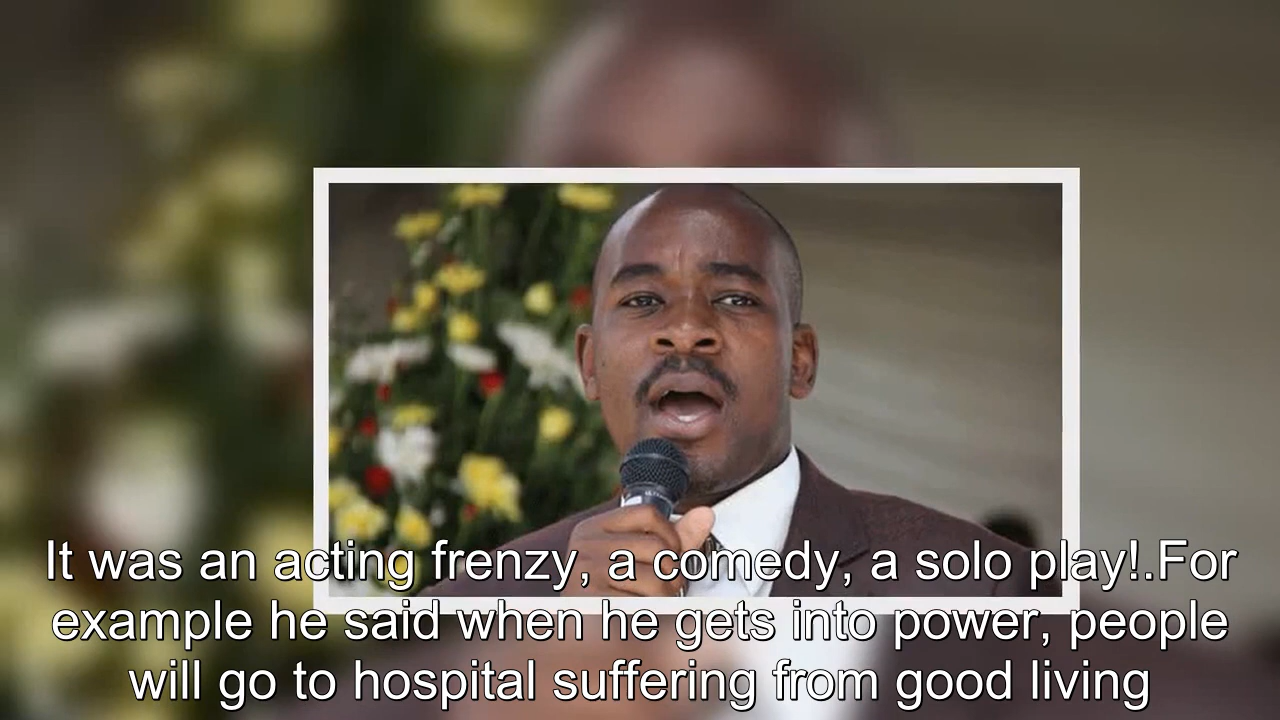 It was an acting frenzy, a comedy, a solo play!.For
example he said when he gets into power, people
will go to hospital suffering from good living